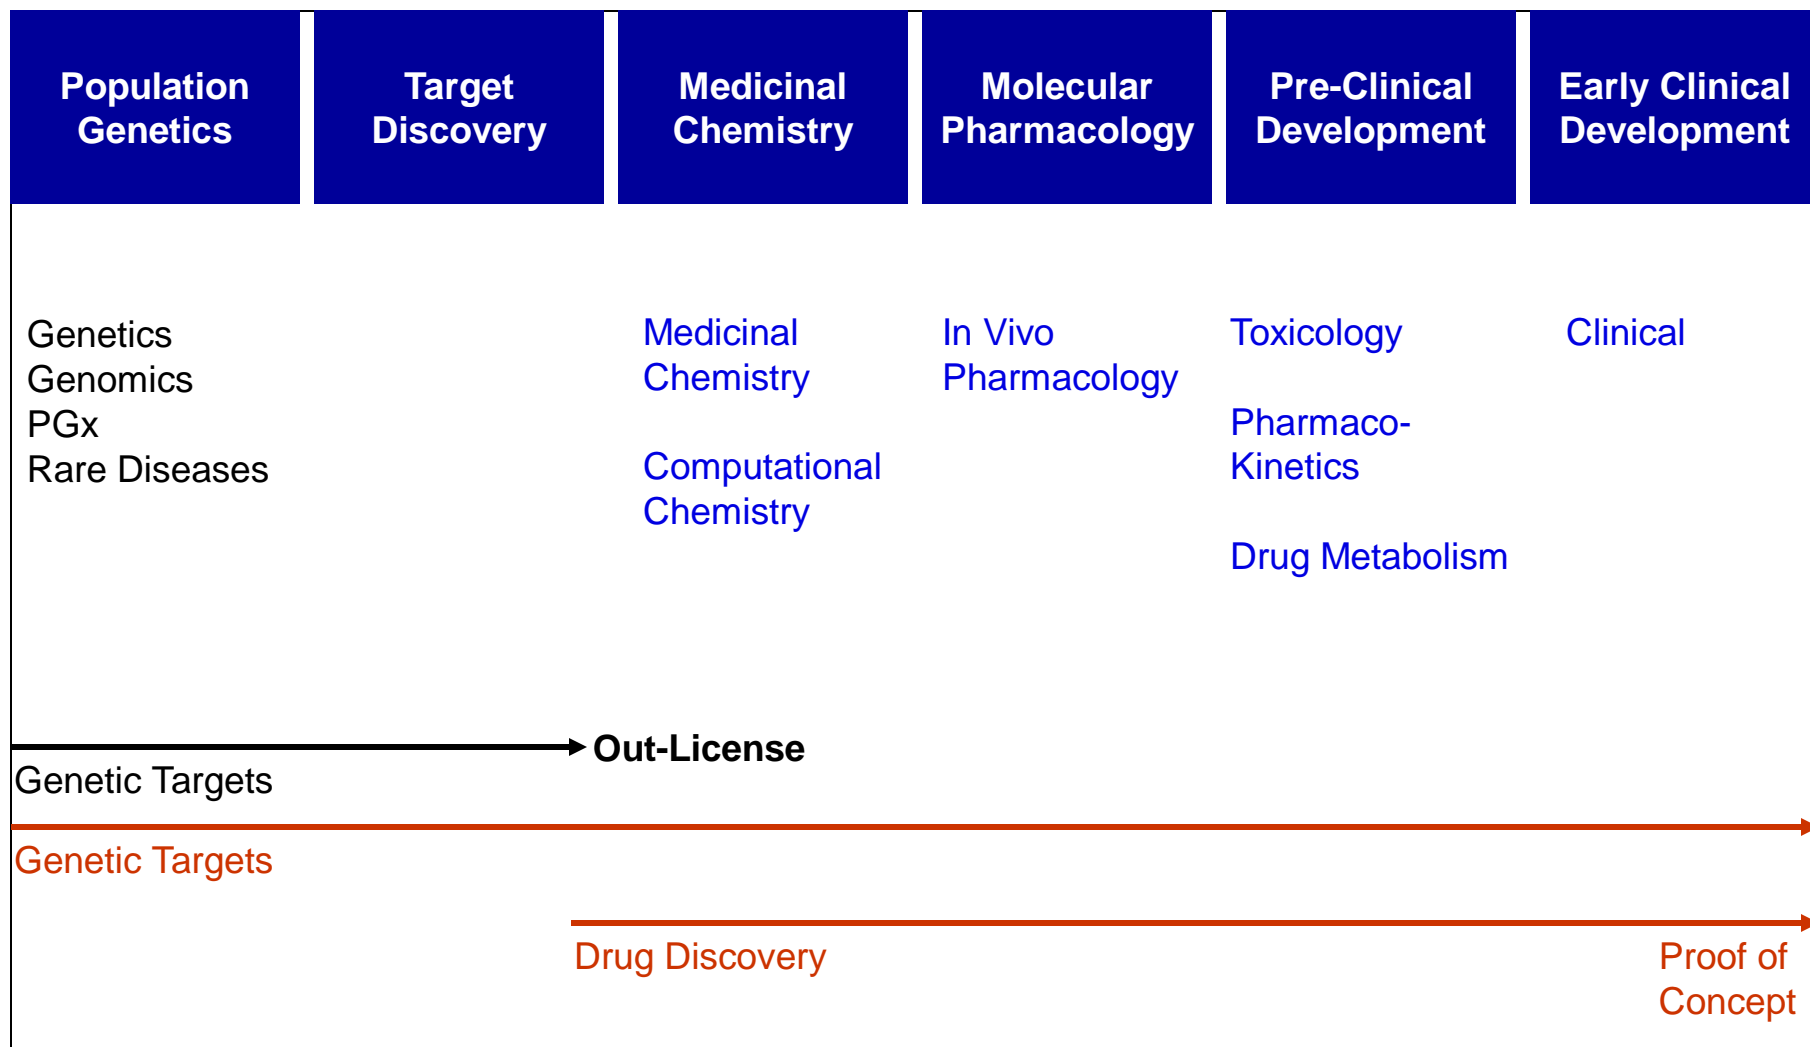 Population
Genetics
Target
Discovery
Medicinal
Chemistry
Molecular
Pharmacology
Pre-Clinical
Development
Early Clinical
Development
Genetics
Genomics
PGx
Rare Diseases
Medicinal
Chemistry
Computational
Chemistry
In Vivo
Pharmacology
Toxicology
Pharmaco-
Kinetics
Drug Metabolism
Clinical
Out-License
Genetic Targets
Genetic Targets
Drug Discovery
Proof of
Concept